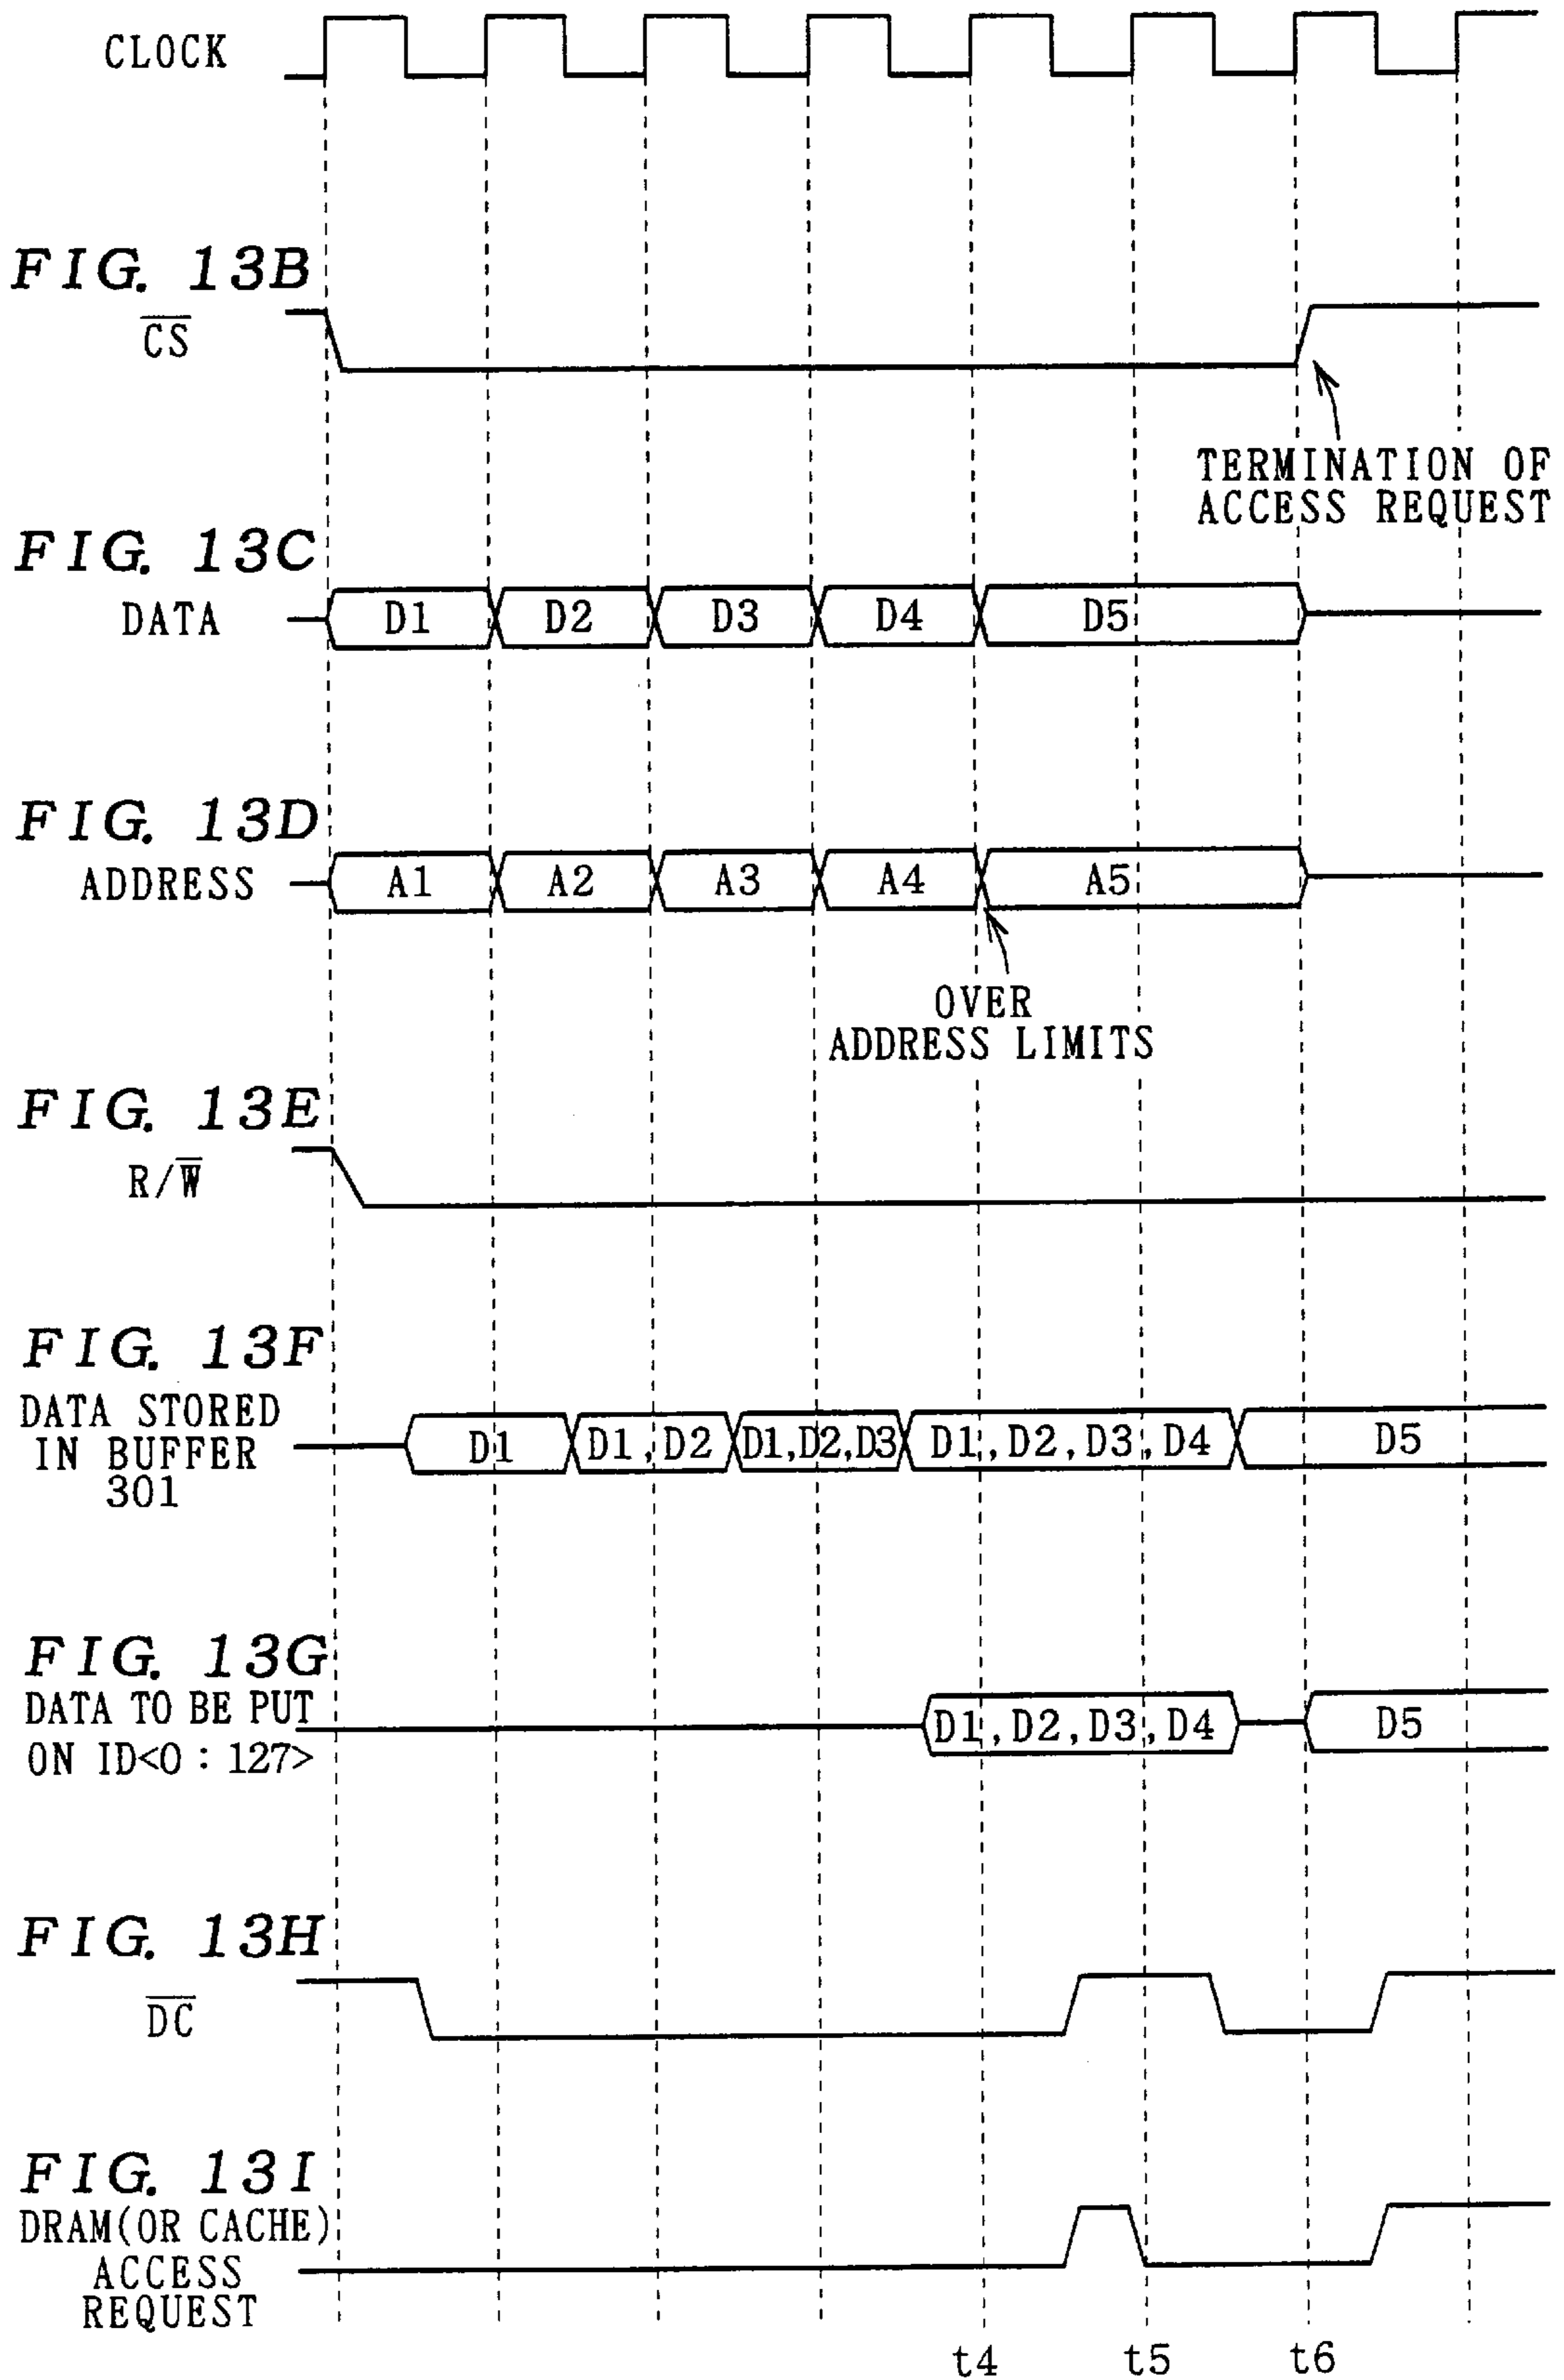 CLOCK
FIG. 13B
C̅S̅
TERMINATION OF
ACCESS REQUEST
FIG. 13C
DATA D1 D2 D3 D4 D5
FIG. 13D
ADDRESS A1 A2 A3 A4 A5
OVER
ADDRESS LIMITS
FIG. 13E
R/W̅
FIG. 13F
DATA STORED
IN BUFFER
301
D1 D1,D2 D1,D2,D3 D1,D2,D3,D4 D5
FIG. 13G
DATA TO BE PUT
ON ID<0:127>
D1,D2,D3,D4 D5
FIG. 13H
D̅C̅
FIG. 13I
DRAM(OR CACHE)
ACCESS
REQUEST
t4 t5 t6